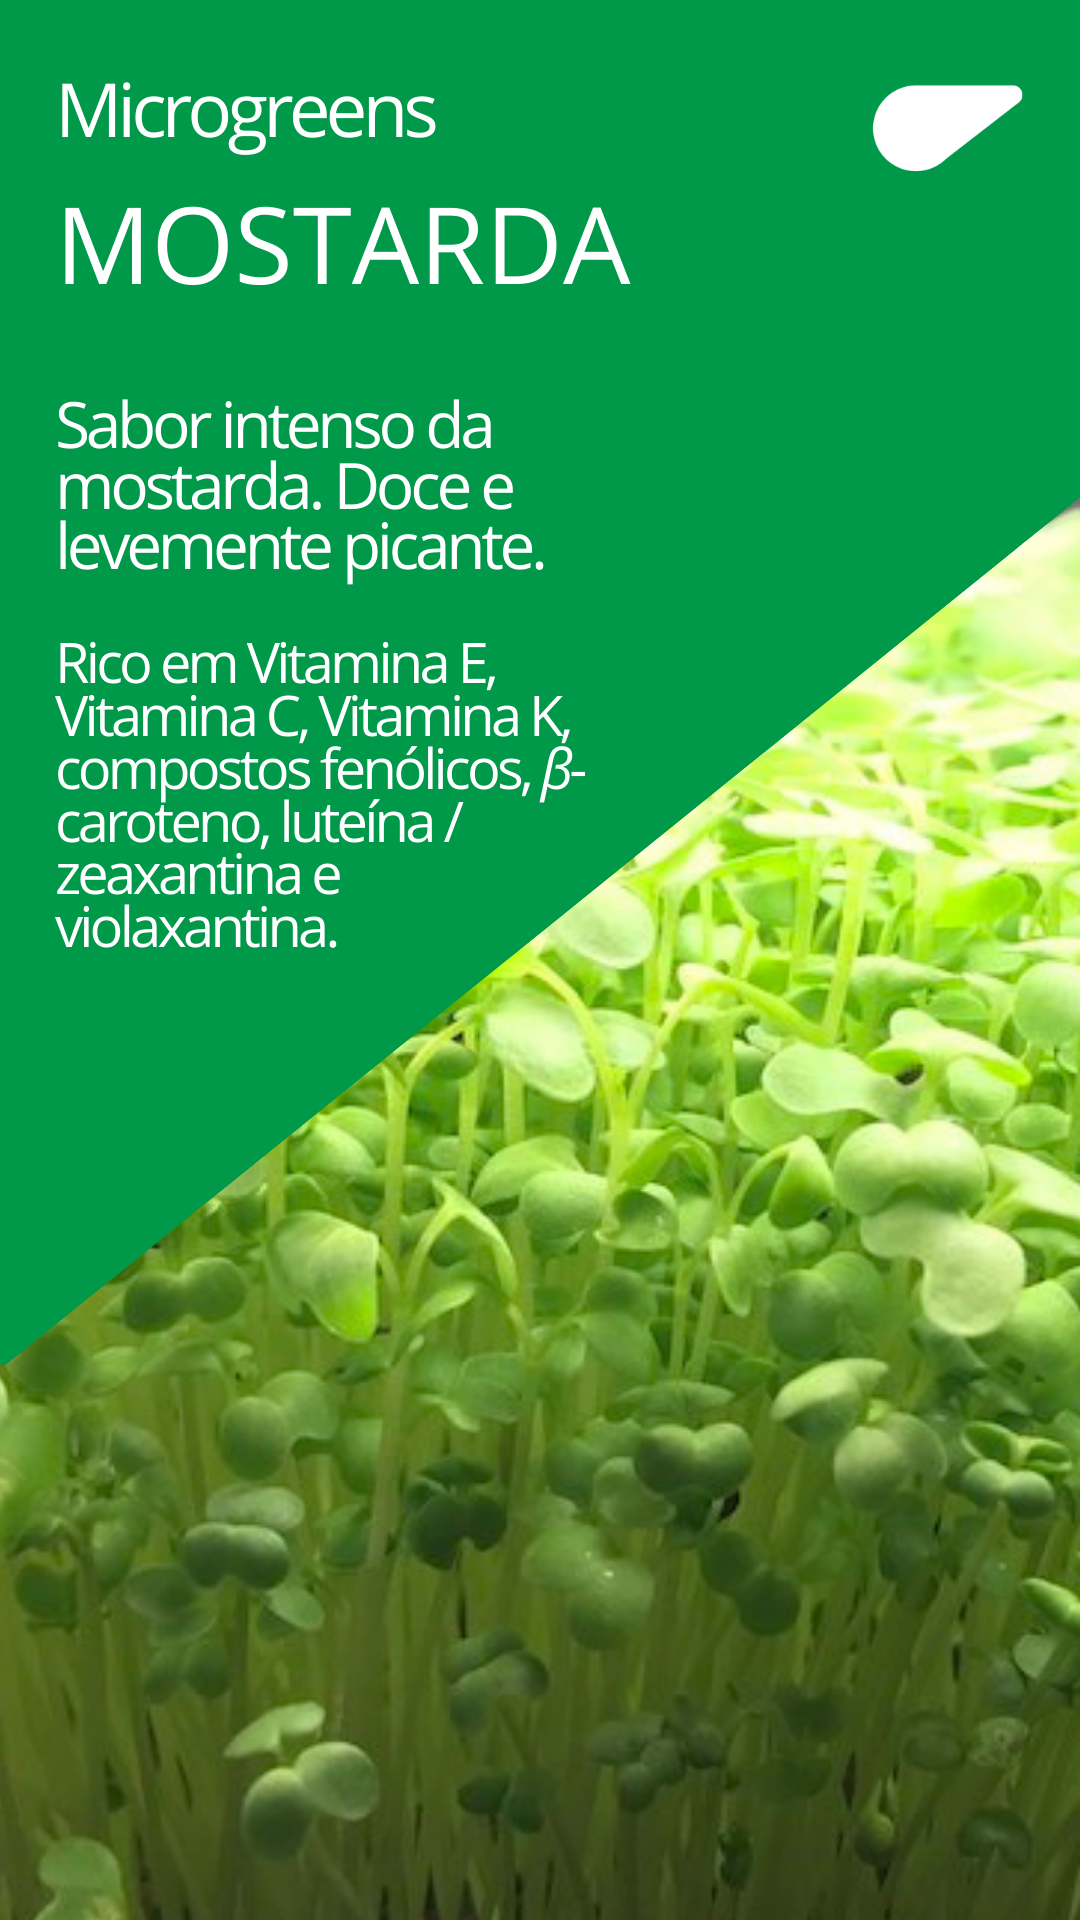 Microgreens
MOSTARDA
Sabor intenso da
mostarda. Doce e
levemente picante.
Rico em Vitamina E,
Vitamina C, Vitamina K,
compostos fenólicos, β-
caroteno, luteína /
zeaxantina e
violaxantina.